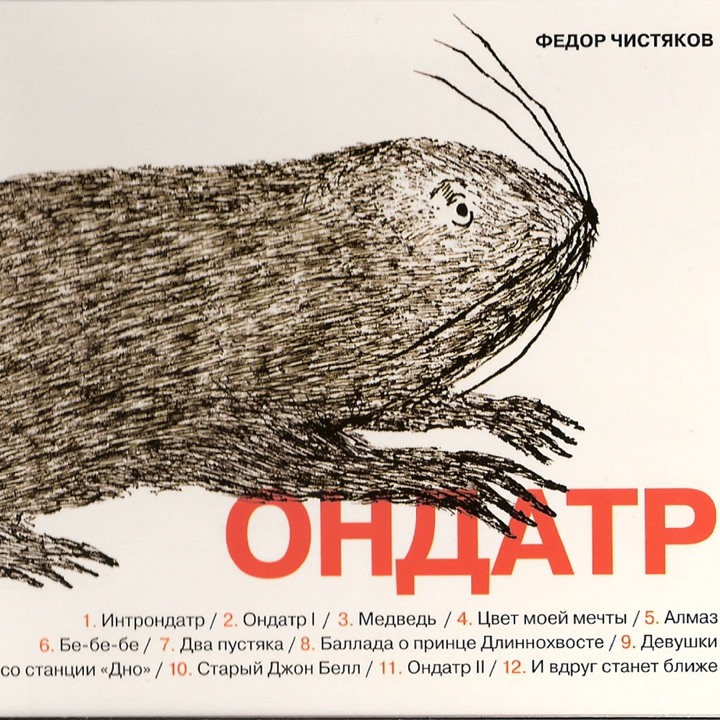 ФЕДОР ЧИСТЯКОВ
ОНДАТР
1. Интрондатр / 2. Ондатр I / 3. Медведь / 4. Цвет моей мечты / 5. Алмаз
6. Бе-бе-бе / 7. Два пустяка / 8. Баллада о принце Длиннохвосте / 9. Девушки
со станции «Дно» / 10. Старый Джон Белл / 11. Ондатр II / 12. И вдруг станет ближе